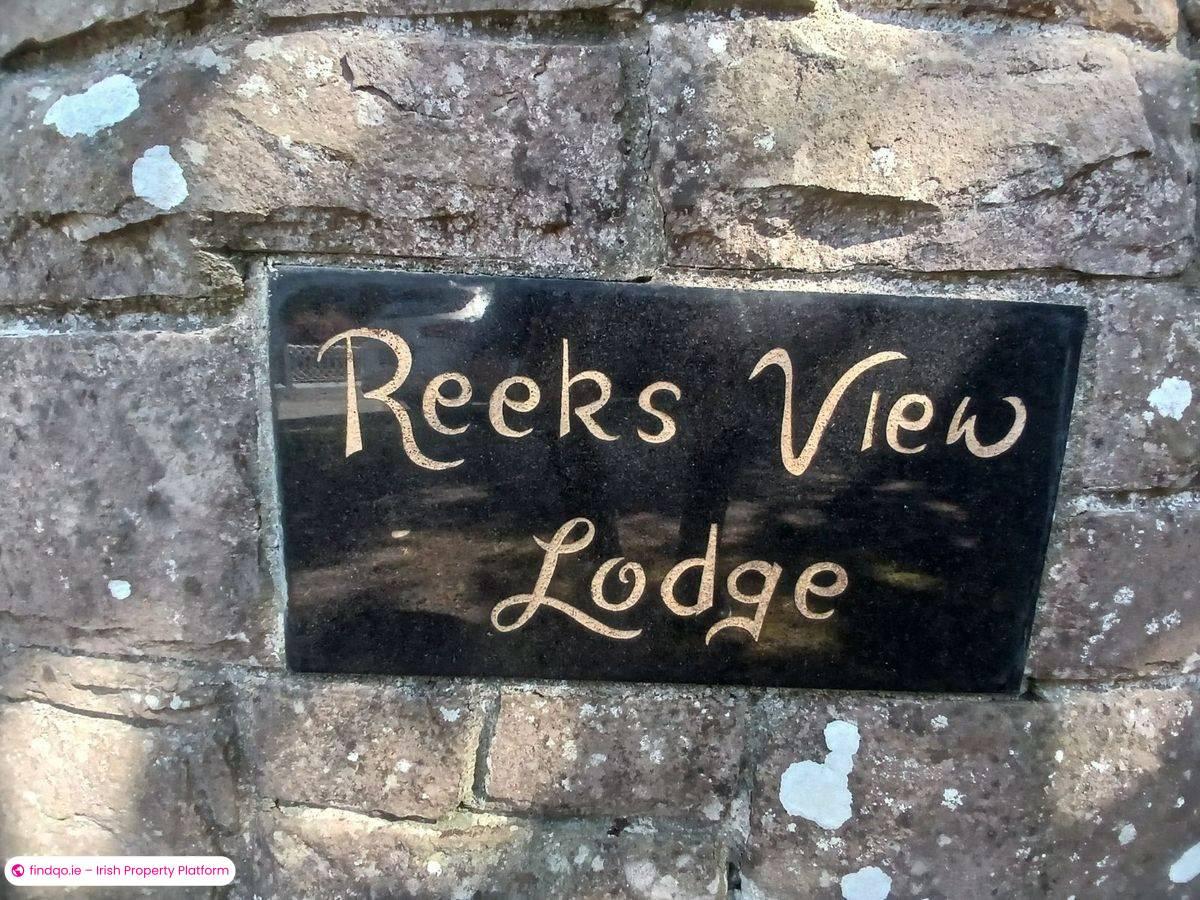 Reeks View
Lodge
findqo.ie – Irish Property Platform